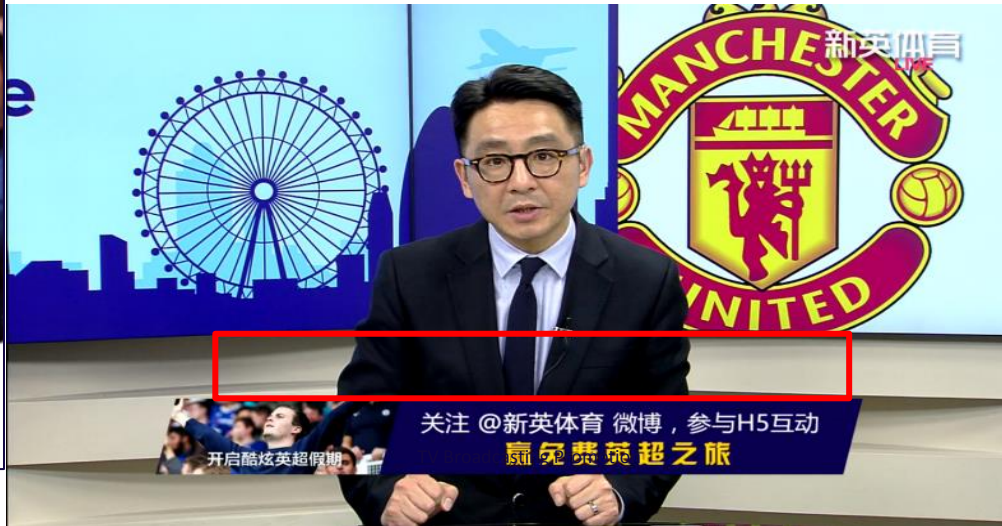 e
MANCHESTER
新英体育
LIVE
UNITED
关注 @新英体育 微博，参与H5互动
赢免费英超之旅
开启酷炫英超假期